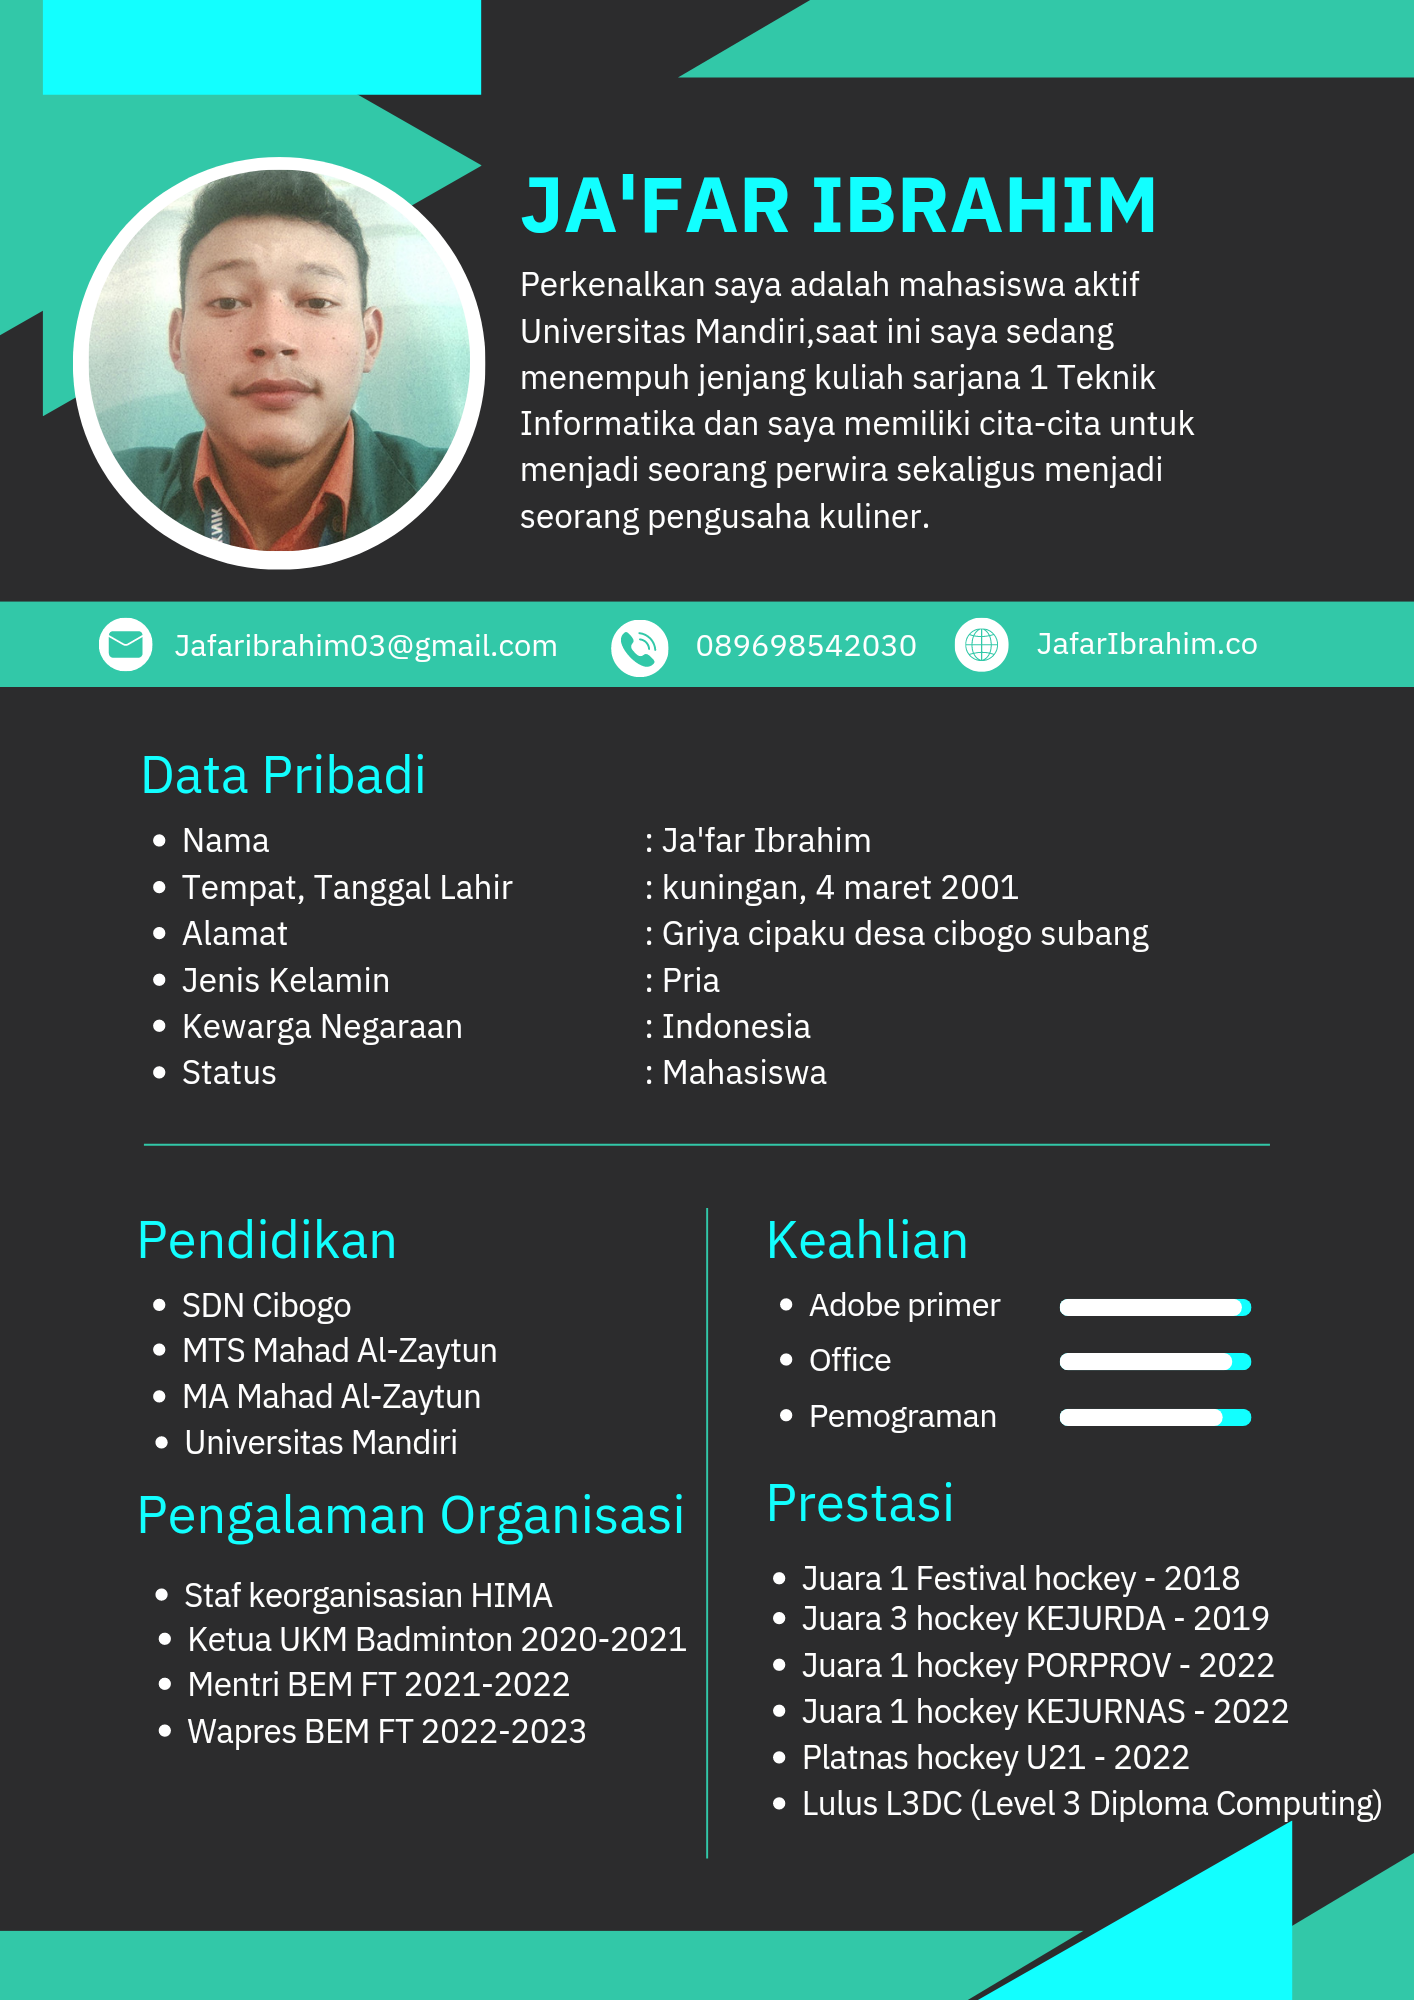 JA'FAR IBRAHIM
Perkenalkan saya adalah mahasiswa aktif
Universitas Mandiri,saat ini saya sedang
menempuh jenjang kuliah sarjana 1 Teknik
Informatika dan saya memiliki cita-cita untuk
menjadi seorang perwira sekaligus menjadi
seorang pengusaha kuliner.
Jafaribrahim03@gmail.com
089698542030
JafarIbrahim.co
Data Pribadi
Nama : Ja'far Ibrahim
Tempat, Tanggal Lahir : kuningan, 4 maret 2001
Alamat : Griya cipaku desa cibogo subang
Jenis Kelamin : Pria
Kewarga Negaraan : Indonesia
Status : Mahasiswa
Pendidikan
SDN Cibogo
MTS Mahad Al-Zaytun
MA Mahad Al-Zaytun
Universitas Mandiri
Pengalaman Organisasi
Staf keorganisasian HIMA
Ketua UKM Badminton 2020-2021
Mentri BEM FT 2021-2022
Wapres BEM FT 2022-2023
Keahlian
Adobe primer
Office
Pemograman
Prestasi
Juara 1 Festival hockey - 2018
Juara 3 hockey KEJURDA - 2019
Juara 1 hockey PORPROV - 2022
Juara 1 hockey KEJURNAS - 2022
Platnas hockey U21 - 2022
Lulus L3DC (Level 3 Diploma Computing)